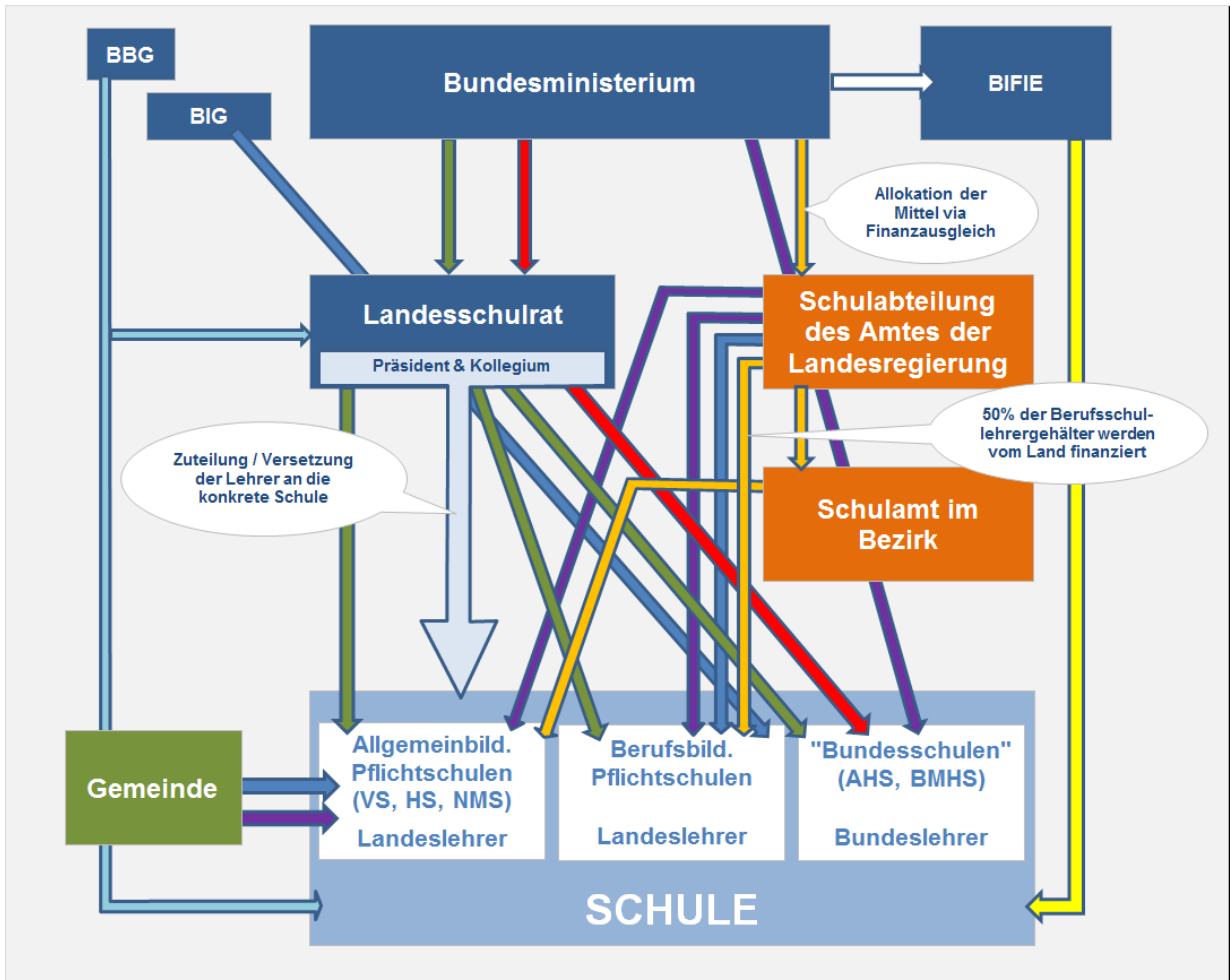 BBG
Bundesministerium
BIFIE
BIG
Allokation der
Mittel via
Finanzausgleich
Landesschulrat
Präsident & Kollegium
Schulabteilung
des Amtes der
Landesregierung
50% der Berufsschul-
lehrergehälter werden
vom Land finanziert
Zuteilung / Versetzung
der Lehrer an die
konkrete Schule
Schulamt im
Bezirk
Gemeinde
Allgemeinbild.
Pflichtschulen
(VS, HS, NMS)
Landeslehrer
Berufsbild.
Pflichtschulen
Landeslehrer
"Bundesschulen"
(AHS, BMHS)
Bundeslehrer
SCHULE